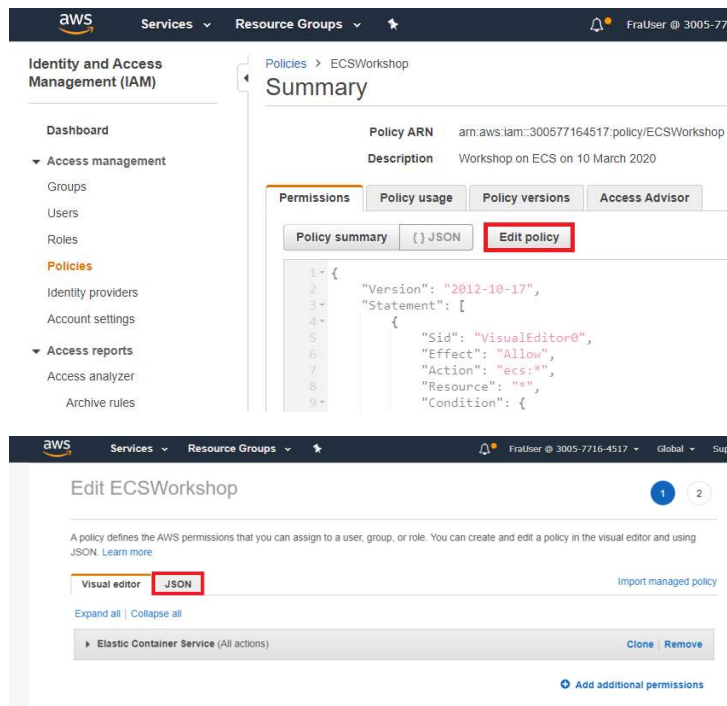 aws Services Resource Groups FraUser @ 3005-77
Identity and Access Management (IAM)
Dashboard
Access management
Groups
Users
Roles
Policies
Identity providers
Account settings
Access reports
Access analyzer
Archive rules
Policies > ECSWorkshop
Summary
Policy ARN arn:aws:iam::300577164517:policy/ECSWorkshop
Description Workshop on ECS on 10 March 2020
Permissions Policy usage Policy versions Access Advisor
Policy summary { } JSON Edit policy
1 {
2 "Version": "2012-10-17",
3 "Statement": [
4 {
5 "Sid": "VisualEditor0",
6 "Effect": "Allow",
7 "Action": "ecs:*",
8 "Resource": "*",
9 "Condition": {
aws Services Resource Groups FraUser @ 3005-7716-4517 Global Sup
Edit ECSWorkshop 1 2
A policy defines the AWS permissions that you can assign to a user, group, or role. You can create and edit a policy in the visual editor and using
JSON. Learn more
Visual editor JSON Import managed policy
Expand all | Collapse all
Elastic Container Service (All actions) Clone | Remove
Add additional permissions